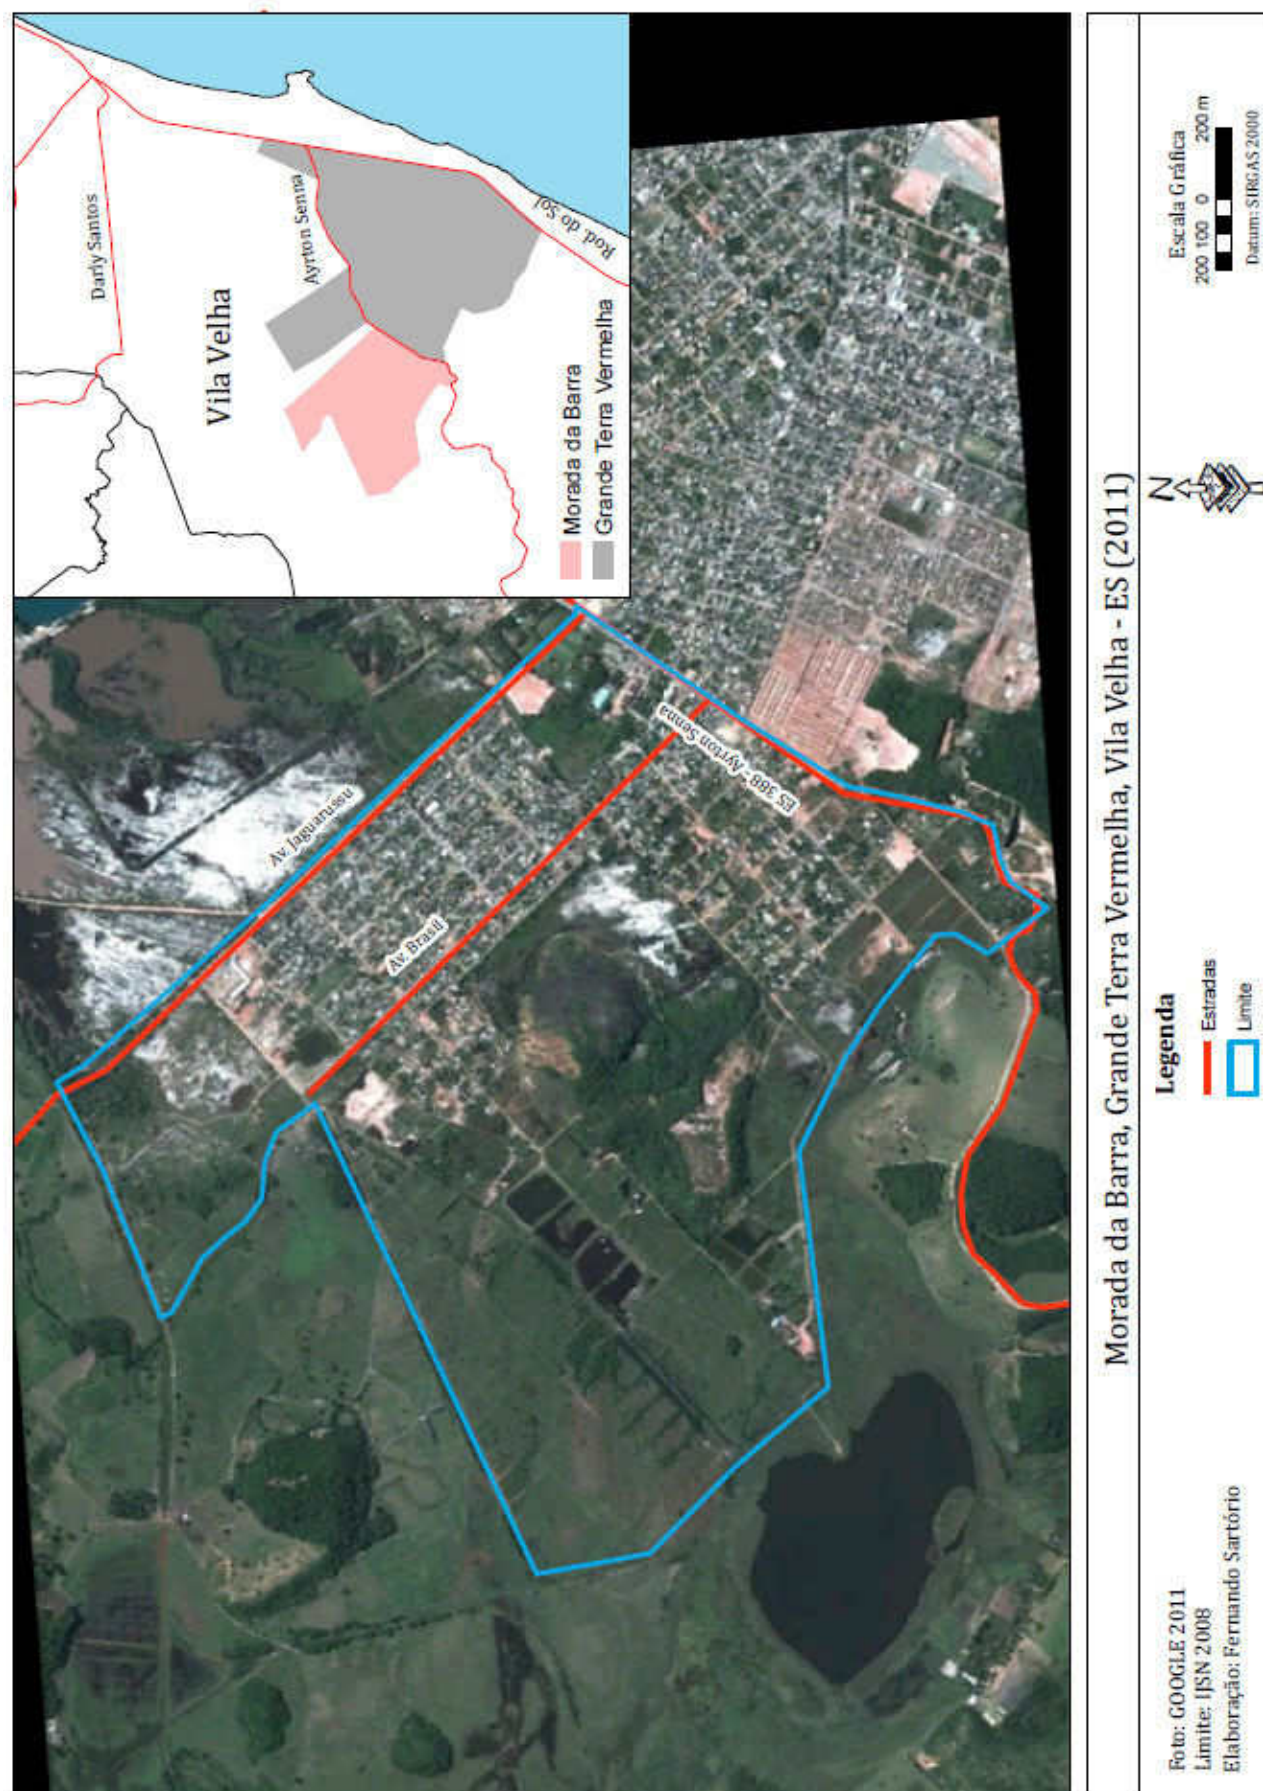 Darly Santos
Vila Velha
Ayrton Senna
Rod. do Sol
Morada da Barra
Grande Terra Vermelha
Av. Jaguarussu
Av. Brasil
ES 388 - Ayrton Senna
Morada da Barra, Grande Terra Vermelha, Vila Velha - ES (2011)
Foto: GOOGLE 2011
Limite: IJSN 2008
Elaboração: Fernando Sartório
Legenda
Estradas
Limite
N
Escala Gráfica
200 100 0 200 m
Datum: SIRGAS 2000